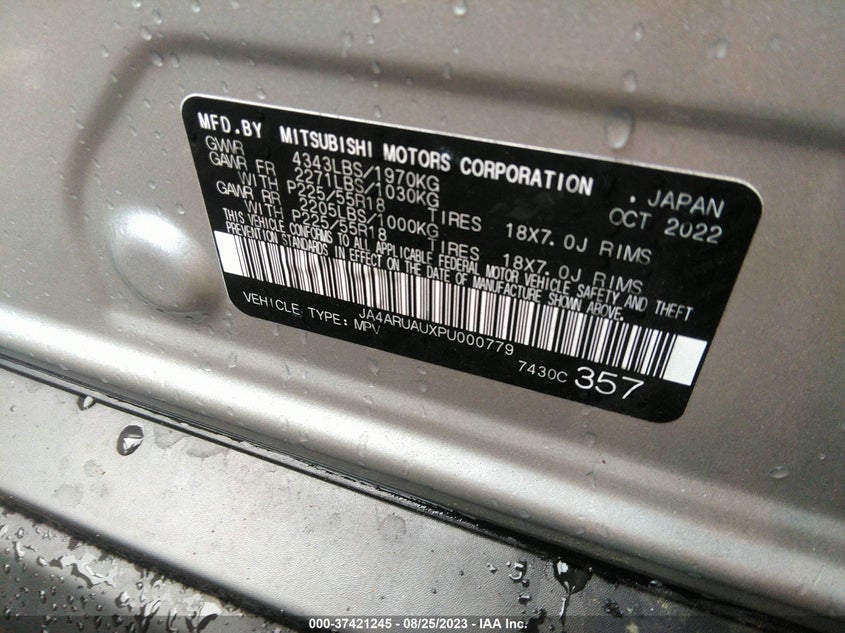 MFD.BY MITSUBISHI MOTORS CORPORATION . JAPAN
GVWR 4343LBS/1970KG OCT 2022
GAWR FR 2271LBS/1030KG
WITH P225/55R18 TIRES 18X7.0J RIMS
GAWR RR 2205LBS/1000KG
WITH P225/55R18 TIRES 18X7.0J RIMS
THIS VEHICLE CONFORMS TO ALL APPLICABLE FEDERAL MOTOR VEHICLE SAFETY AND THEFT
PREVENTION STANDARDS IN EFFECT ON THE DATE OF MANUFACTURE SHOWN ABOVE.
JA4ARUAUXPU000779
VEHICLE TYPE: MPV 7430C 357
000-37421245 - 08/25/2023 - IAA Inc.